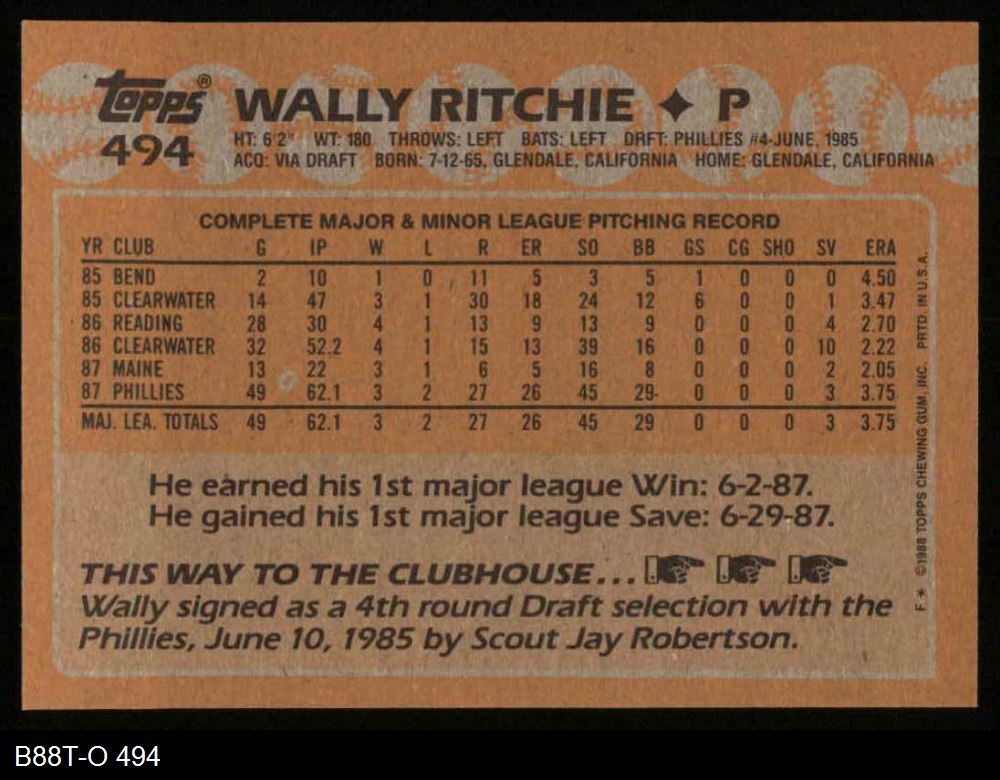 topps® WALLY RITCHIE ✦ P
494
HT: 6'2" WT: 180 THROWS: LEFT BATS: LEFT DRFT: PHILLIES #4-JUNE, 1985
ACQ: VIA DRAFT BORN: 7-12-65, GLENDALE, CALIFORNIA HOME: GLENDALE, CALIFORNIA
COMPLETE MAJOR & MINOR LEAGUE PITCHING RECORD
YR CLUB G IP W L R ER SO BB GS CG SHO SV ERA
85 BEND 2 10 1 0 11 5 3 5 1 0 0 0 4.50
85 CLEARWATER 14 47 3 1 30 18 24 12 6 0 0 1 3.47
86 READING 28 30 4 1 13 9 13 9 0 0 0 4 2.70
86 CLEARWATER 32 52.2 4 1 15 13 39 16 0 0 0 10 2.22
87 MAINE 13 22 3 1 6 5 16 8 0 0 0 2 2.05
87 PHILLIES 49 62.1 3 2 27 26 45 29 0 0 0 3 3.75
MAJ. LEA. TOTALS 49 62.1 3 2 27 26 45 29 0 0 0 3 3.75
He earned his 1st major league Win: 6-2-87.
He gained his 1st major league Save: 6-29-87.
THIS WAY TO THE CLUBHOUSE...
Wally signed as a 4th round Draft selection with the
Phillies, June 10, 1985 by Scout Jay Robertson.
F* ©1988 TOPPS CHEWING GUM, INC. PRTD. IN U.S.A.
B88T-O 494